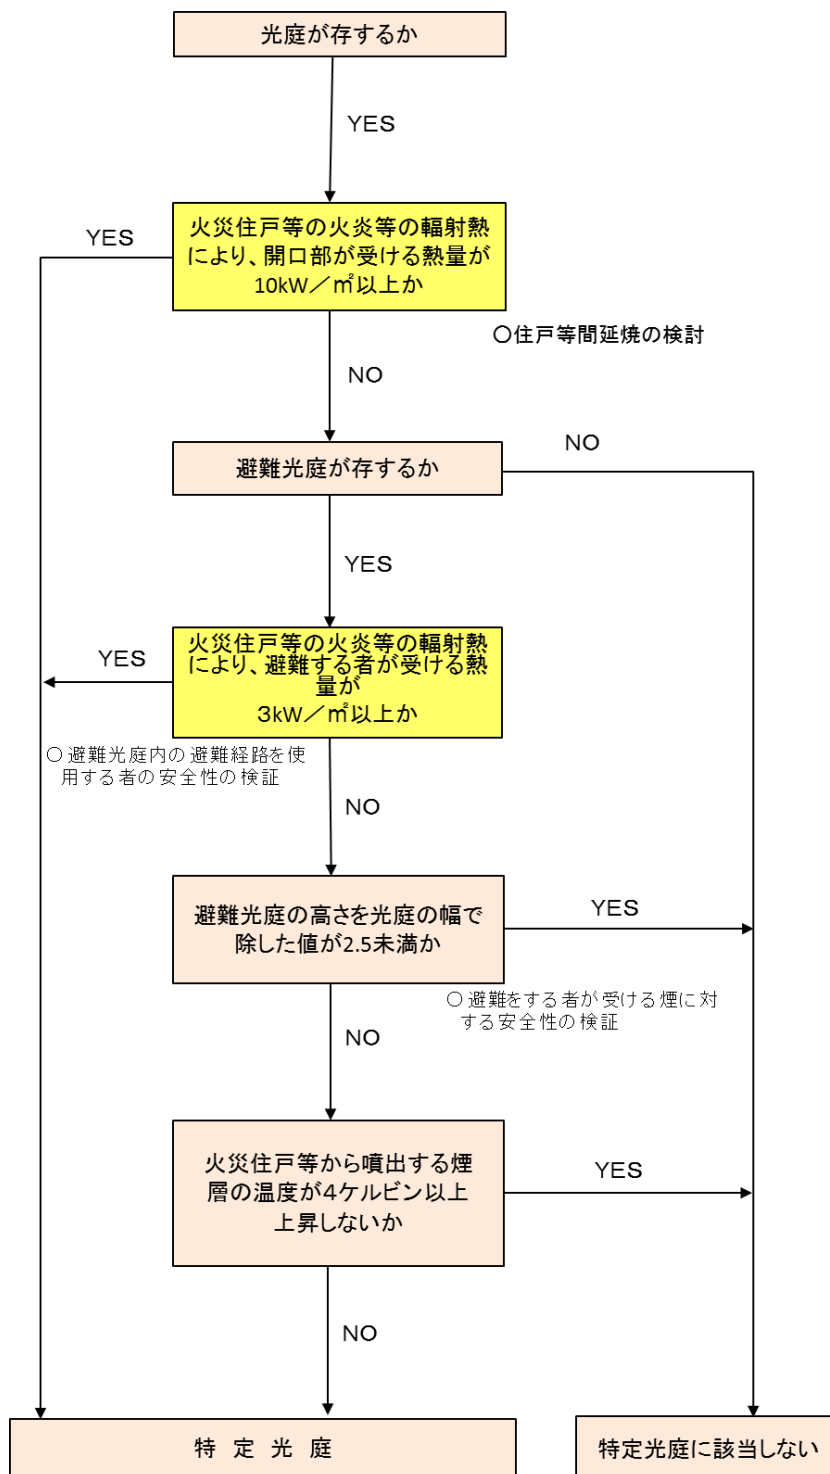 光庭が存するか
YES
火災住戸等の火炎等の輻射熱
により、開口部が受ける熱量が
10kW／㎡以上か
YES
〇住戸等間延焼の検討
NO
避難光庭が存するか
NO
YES
火災住戸等の火炎等の輻射熱
により、避難する者が受ける熱
量が
３kW／㎡以上か
YES
○避難光庭内の避難経路を使
用する者の安全性の検証
NO
避難光庭の高さを光庭の幅で
除した値が2.5未満か
YES
○避難をする者が受ける煙に対
する安全性の検証
NO
火災住戸等から噴出する煙
層の温度が４ケルビン以上
上昇しないか
YES
NO
特 定 光 庭
特定光庭に該当しない